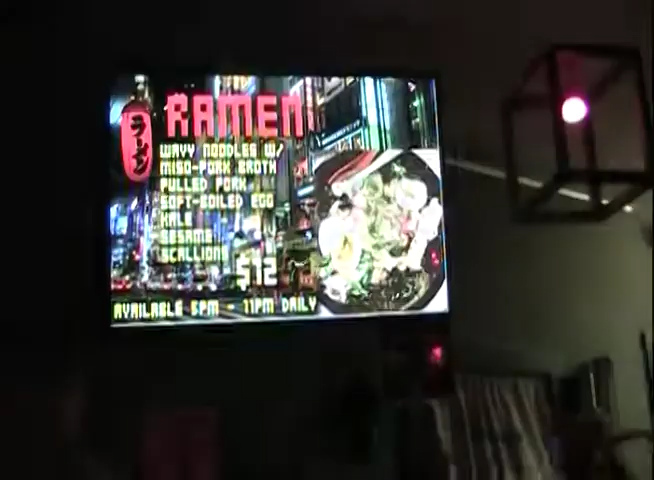 RAMEN
ラーメン
WAVY NOODLES W/
MISO-PORK BROTH
PULLED PORK
SOFT-BOILED EGG
KALE
SESAME
SCALLIONS
$12
AVAILABLE 5PM - 11PM DAILY